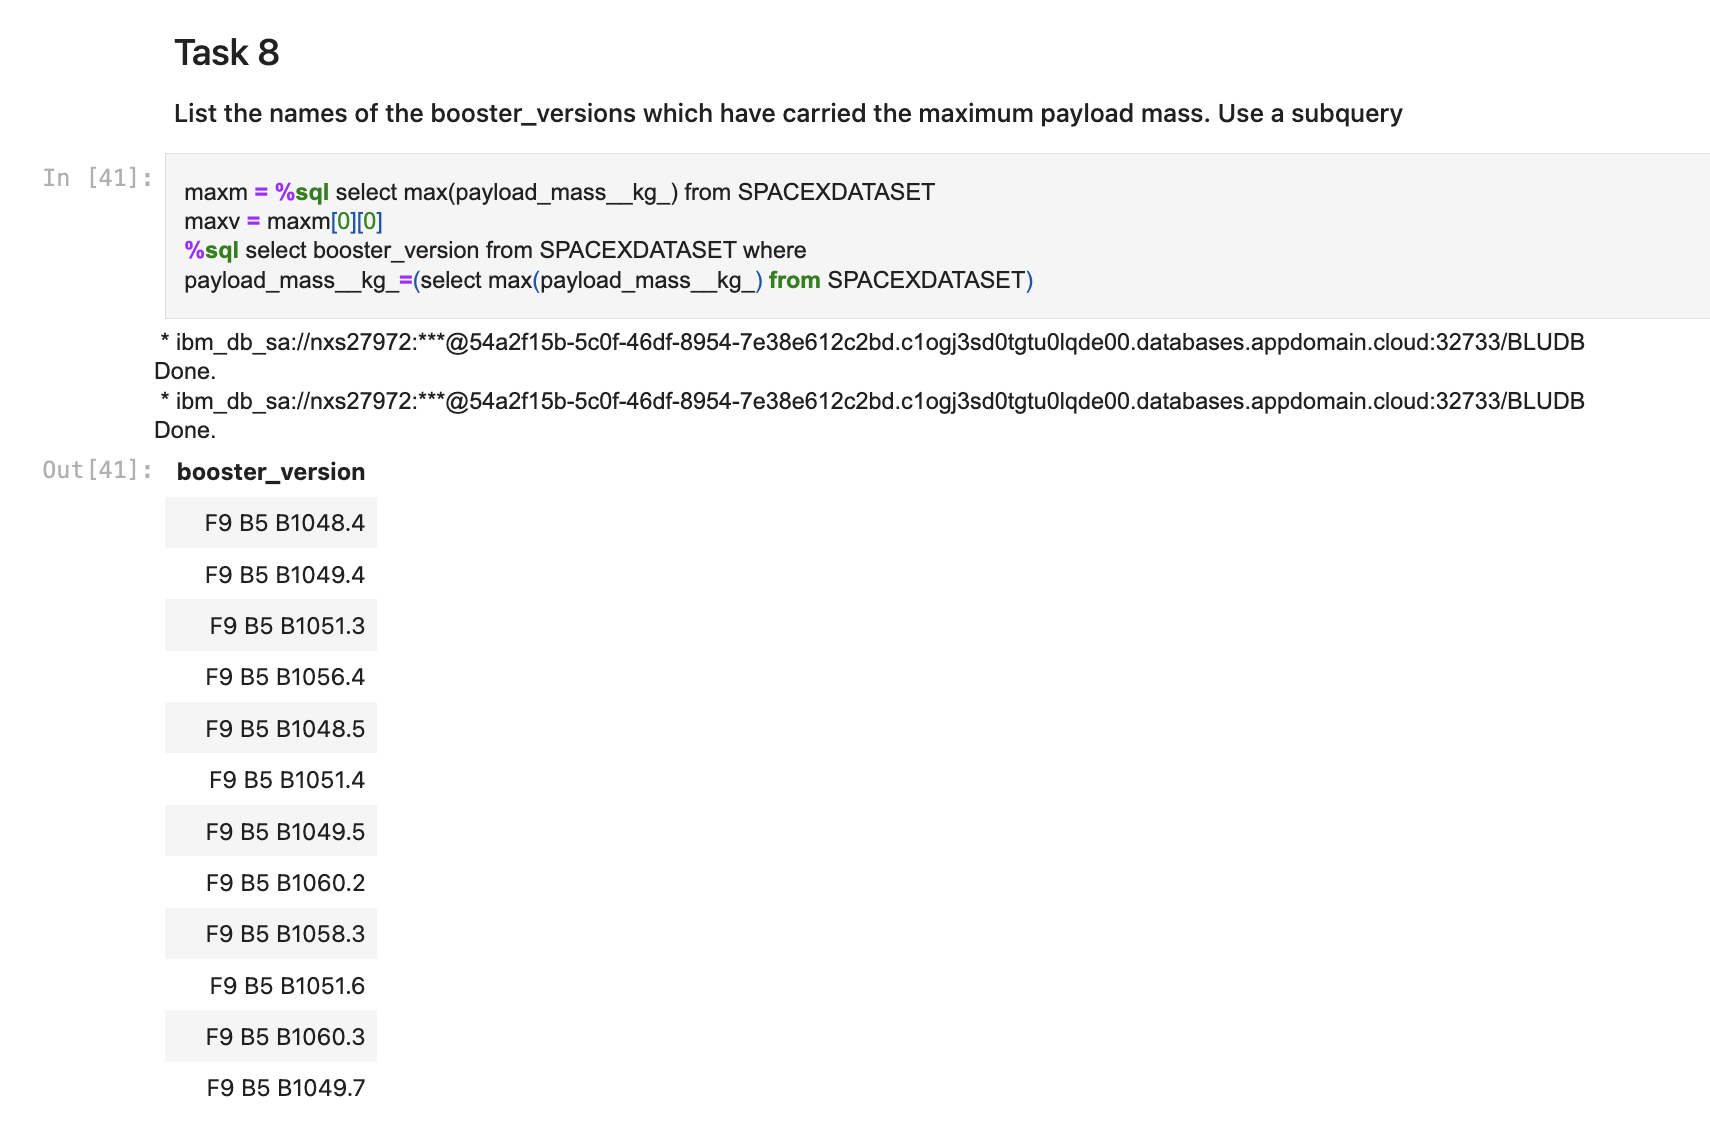 Task 8
List the names of the booster_versions which have carried the maximum payload mass. Use a subquery
In [41]:
maxm = %sql select max(payload_mass__kg_) from SPACEXDATASET
maxv = maxm[0][0]
%sql select booster_version from SPACEXDATASET where
payload_mass__kg_=(select max(payload_mass__kg_) from SPACEXDATASET)
* ibm_db_sa://nxs27972:***@54a2f15b-5c0f-46df-8954-7e38e612c2bd.c1ogj3sd0tgtu0lqde00.databases.appdomain.cloud:32733/BLUDB
Done.
* ibm_db_sa://nxs27972:***@54a2f15b-5c0f-46df-8954-7e38e612c2bd.c1ogj3sd0tgtu0lqde00.databases.appdomain.cloud:32733/BLUDB
Done.
Out[41]:
booster_version
F9 B5 B1048.4
F9 B5 B1049.4
F9 B5 B1051.3
F9 B5 B1056.4
F9 B5 B1048.5
F9 B5 B1051.4
F9 B5 B1049.5
F9 B5 B1060.2
F9 B5 B1058.3
F9 B5 B1051.6
F9 B5 B1060.3
F9 B5 B1049.7